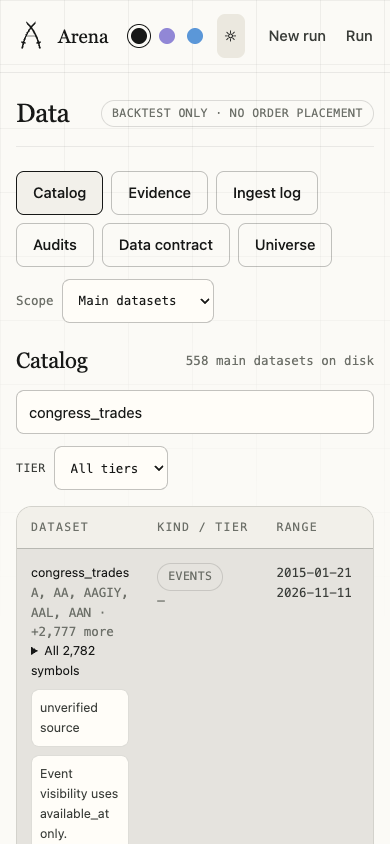 Arena New run Run
Data BACKTEST ONLY · NO ORDER PLACEMENT
Catalog Evidence Ingest log
Audits Data contract Universe
Scope Main datasets
Catalog 558 main datasets on disk
congress_trades
TIER All tiers
DATASET KIND / TIER RANGE
congress_trades EVENTS 2015-01-21
A, AA, AAGIY, — 2026-11-11
AAL, AAN ·
+2,777 more
All 2,782
symbols
unverified
source
Event
visibility uses
available_at
only.